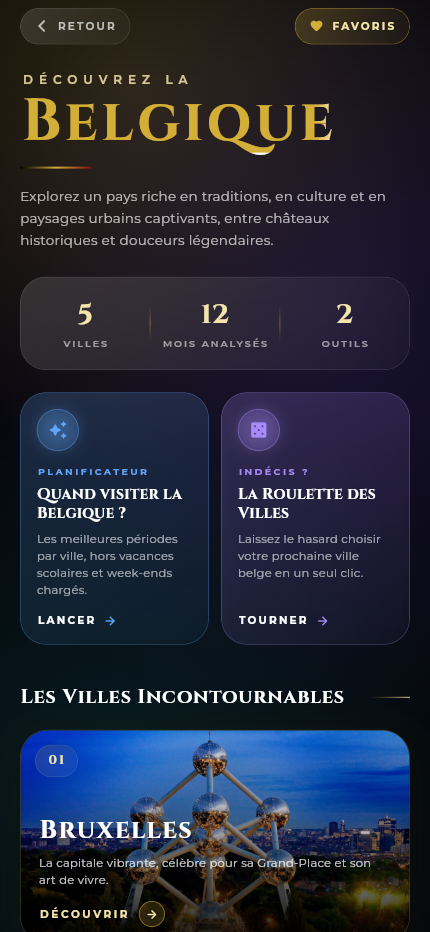 RETOUR
FAVORIS
DÉCOUVREZ LA
BELGIQUE
Explorez un pays riche en traditions, en culture et en
paysages urbains captivants, entre châteaux
historiques et douceurs légendaires.
5
12
2
VILLES
MOIS ANALYSÉS
OUTILS
PLANIFICATEUR
QUAND VISITER LA
BELGIQUE ?
Les meilleures périodes
par ville, hors vacances
scolaires et week-ends
chargés.
LANCER
INDÉCIS ?
LA ROULETTE DES
VILLES
Laissez le hasard choisir
votre prochaine ville
belge en un seul clic.
TOURNER
LES VILLES INCONTOURNABLES
01
BRUXELLES
La capitale vibrante, célèbre pour sa Grand-Place et son
art de vivre.
DÉCOUVRIR